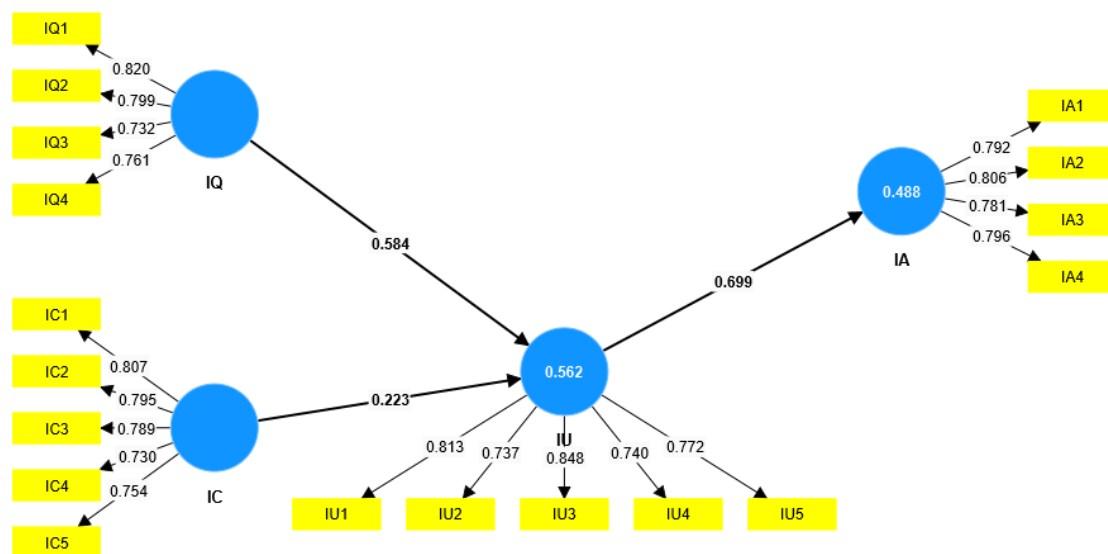 IQ1
0.820
IQ2
0.799
IQ3
0.732
IQ4
0.761
IQ
0.584
IC1
0.807
IC2
0.795
IC3
0.789
IC4
0.730
IC5
0.754
IC
0.223
0.562
IU
0.813
0.737
0.848
0.740
0.772
IU1
IU2
IU3
IU4
IU5
0.699
0.488
IA
0.792
IA1
0.806
IA2
0.781
IA3
0.796
IA4